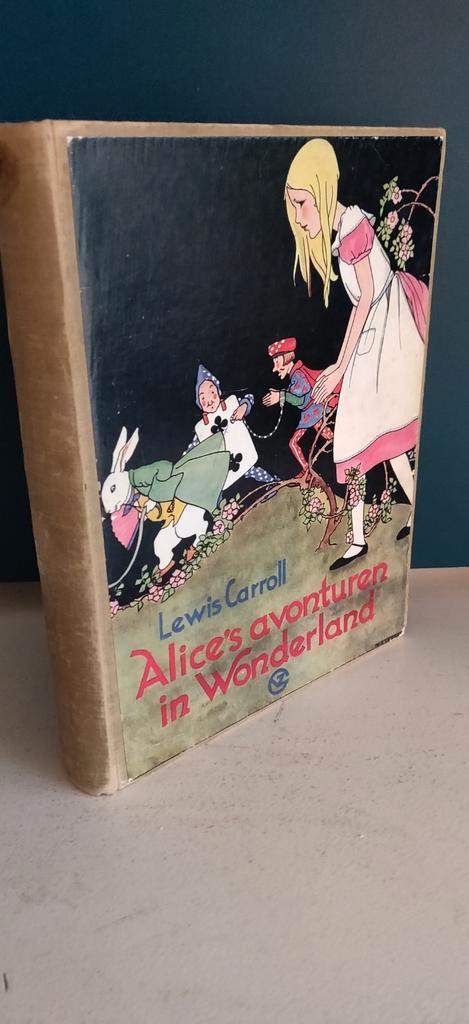 Lewis Carroll
Alice's avonturen
in Wonderland